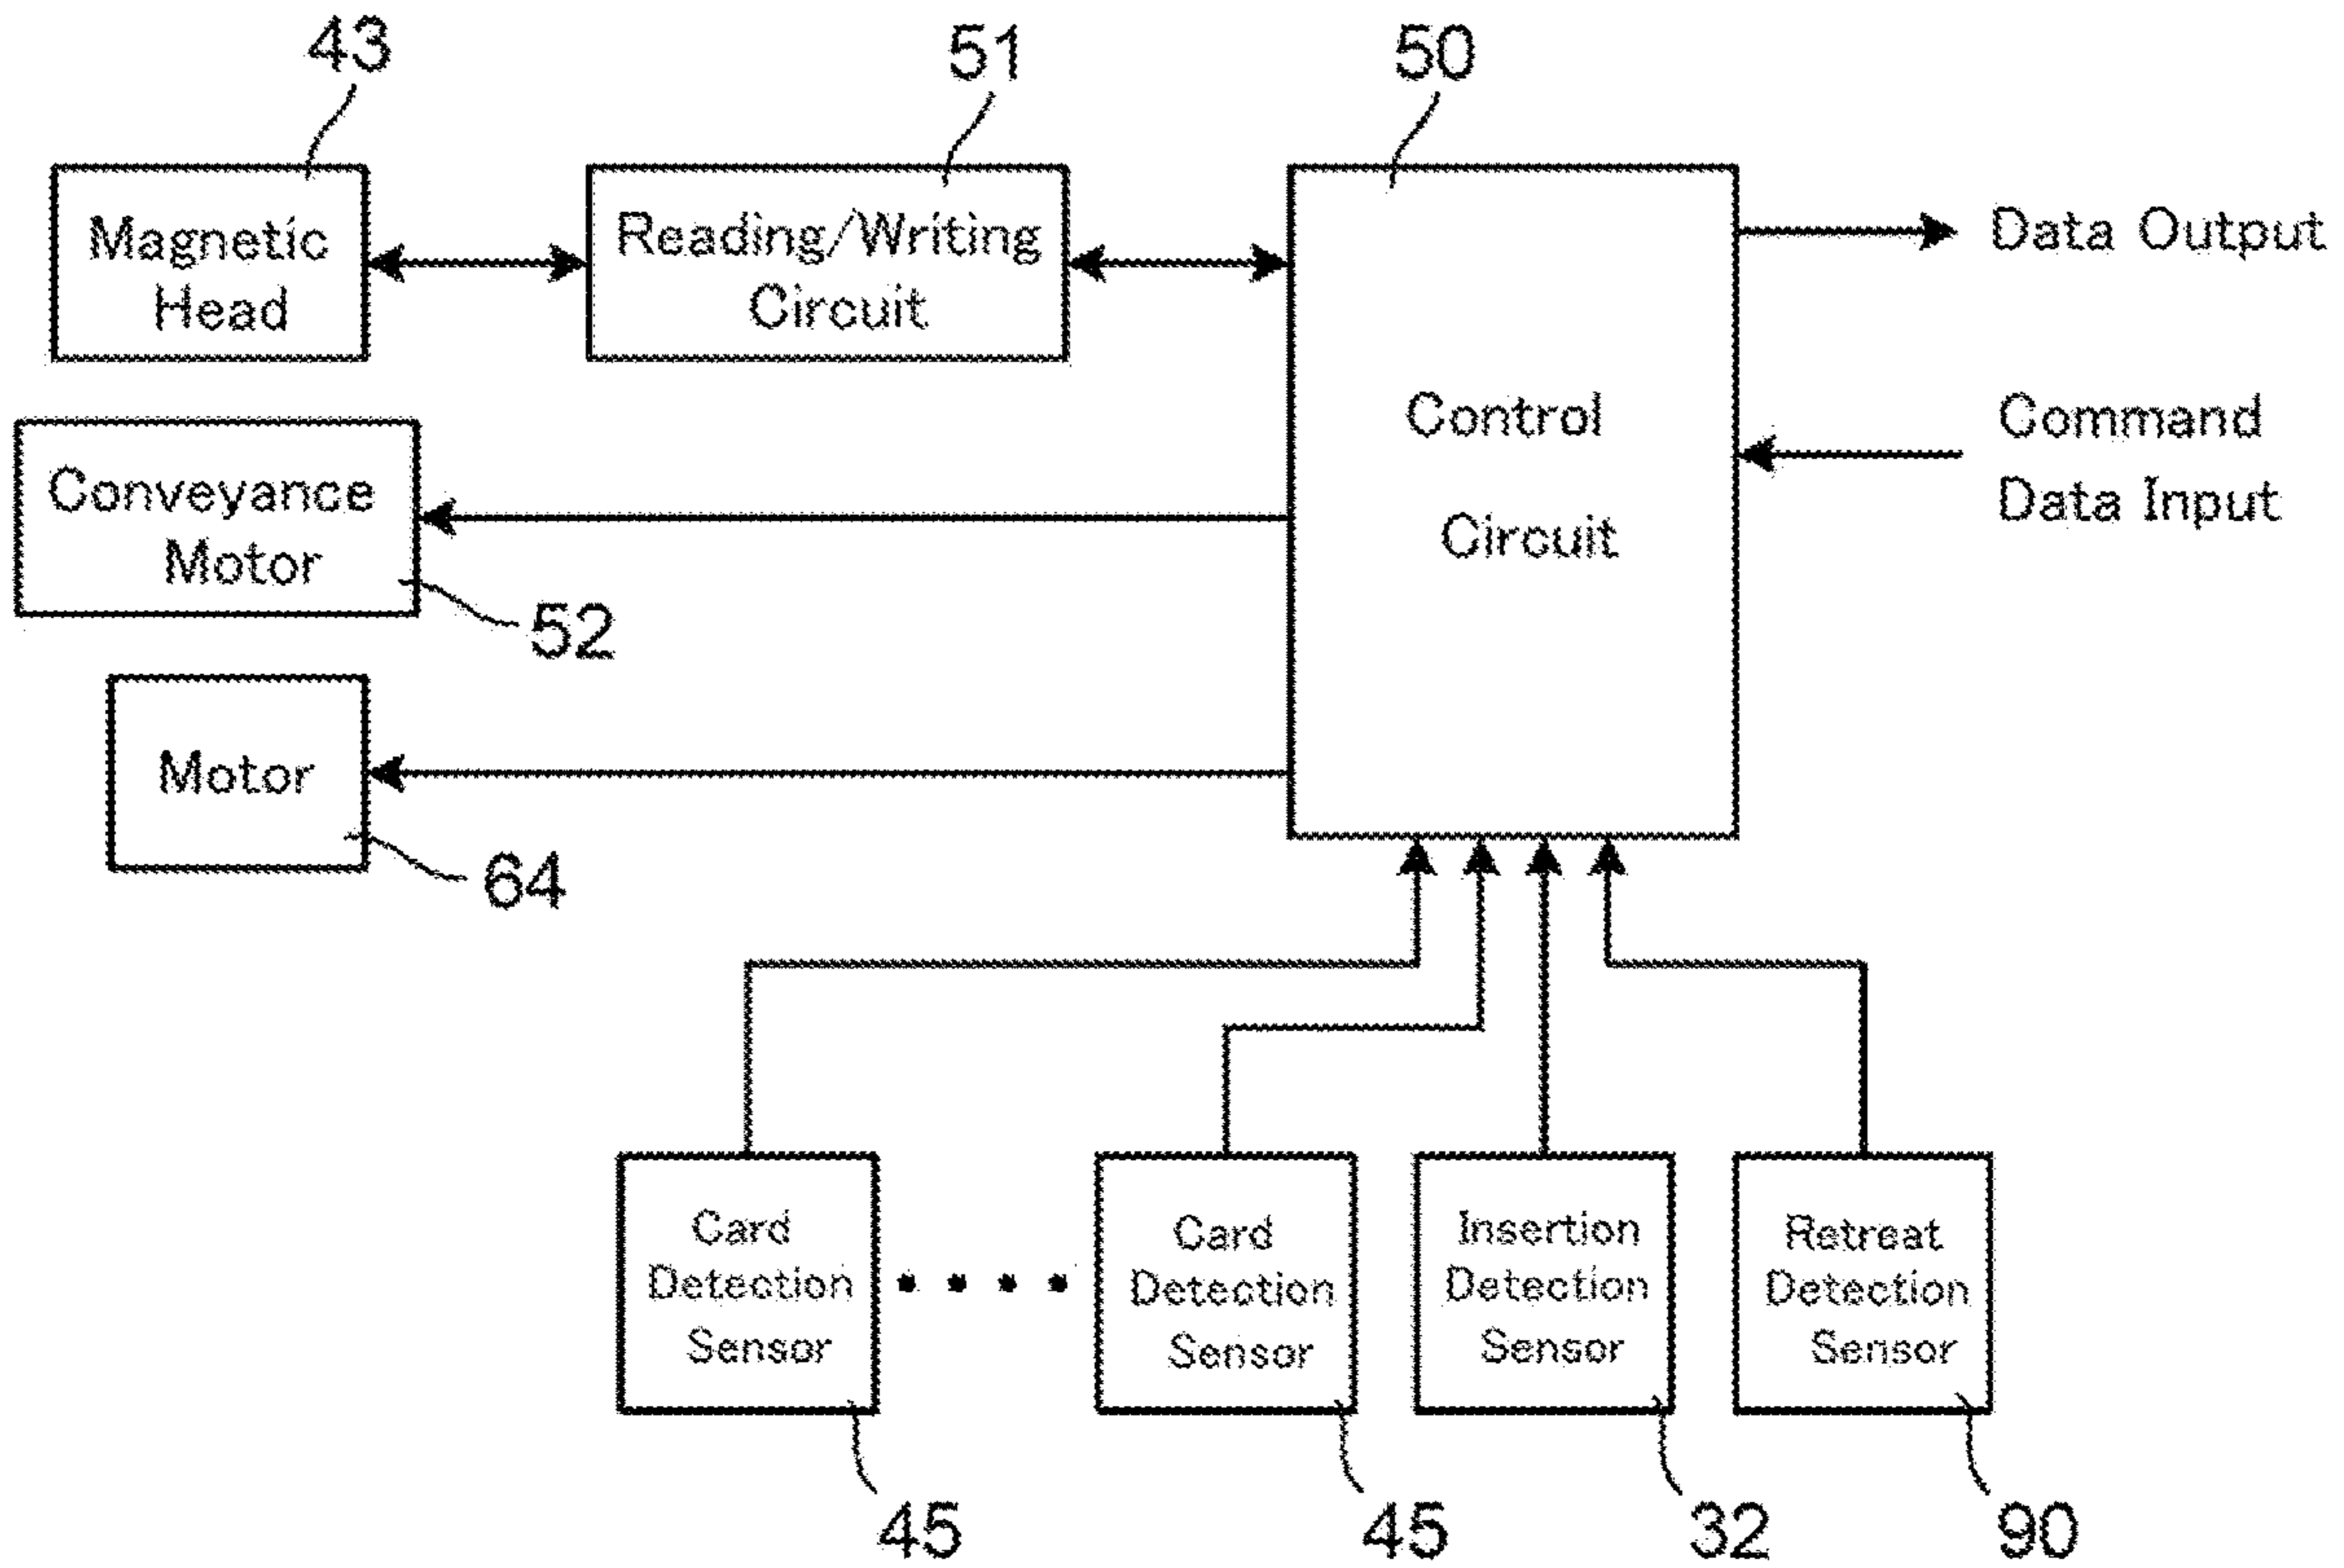 43
51
50
Magnetic
Head
Reading/Writing
Circuit
Control
Circuit
Data Output
Command
Data Input
Conveyance
Motor
52
Motor
64
Card
Detection
Sensor
Card
Detection
Sensor
Insertion
Detection
Sensor
Retreat
Detection
Sensor
45
45
32
90